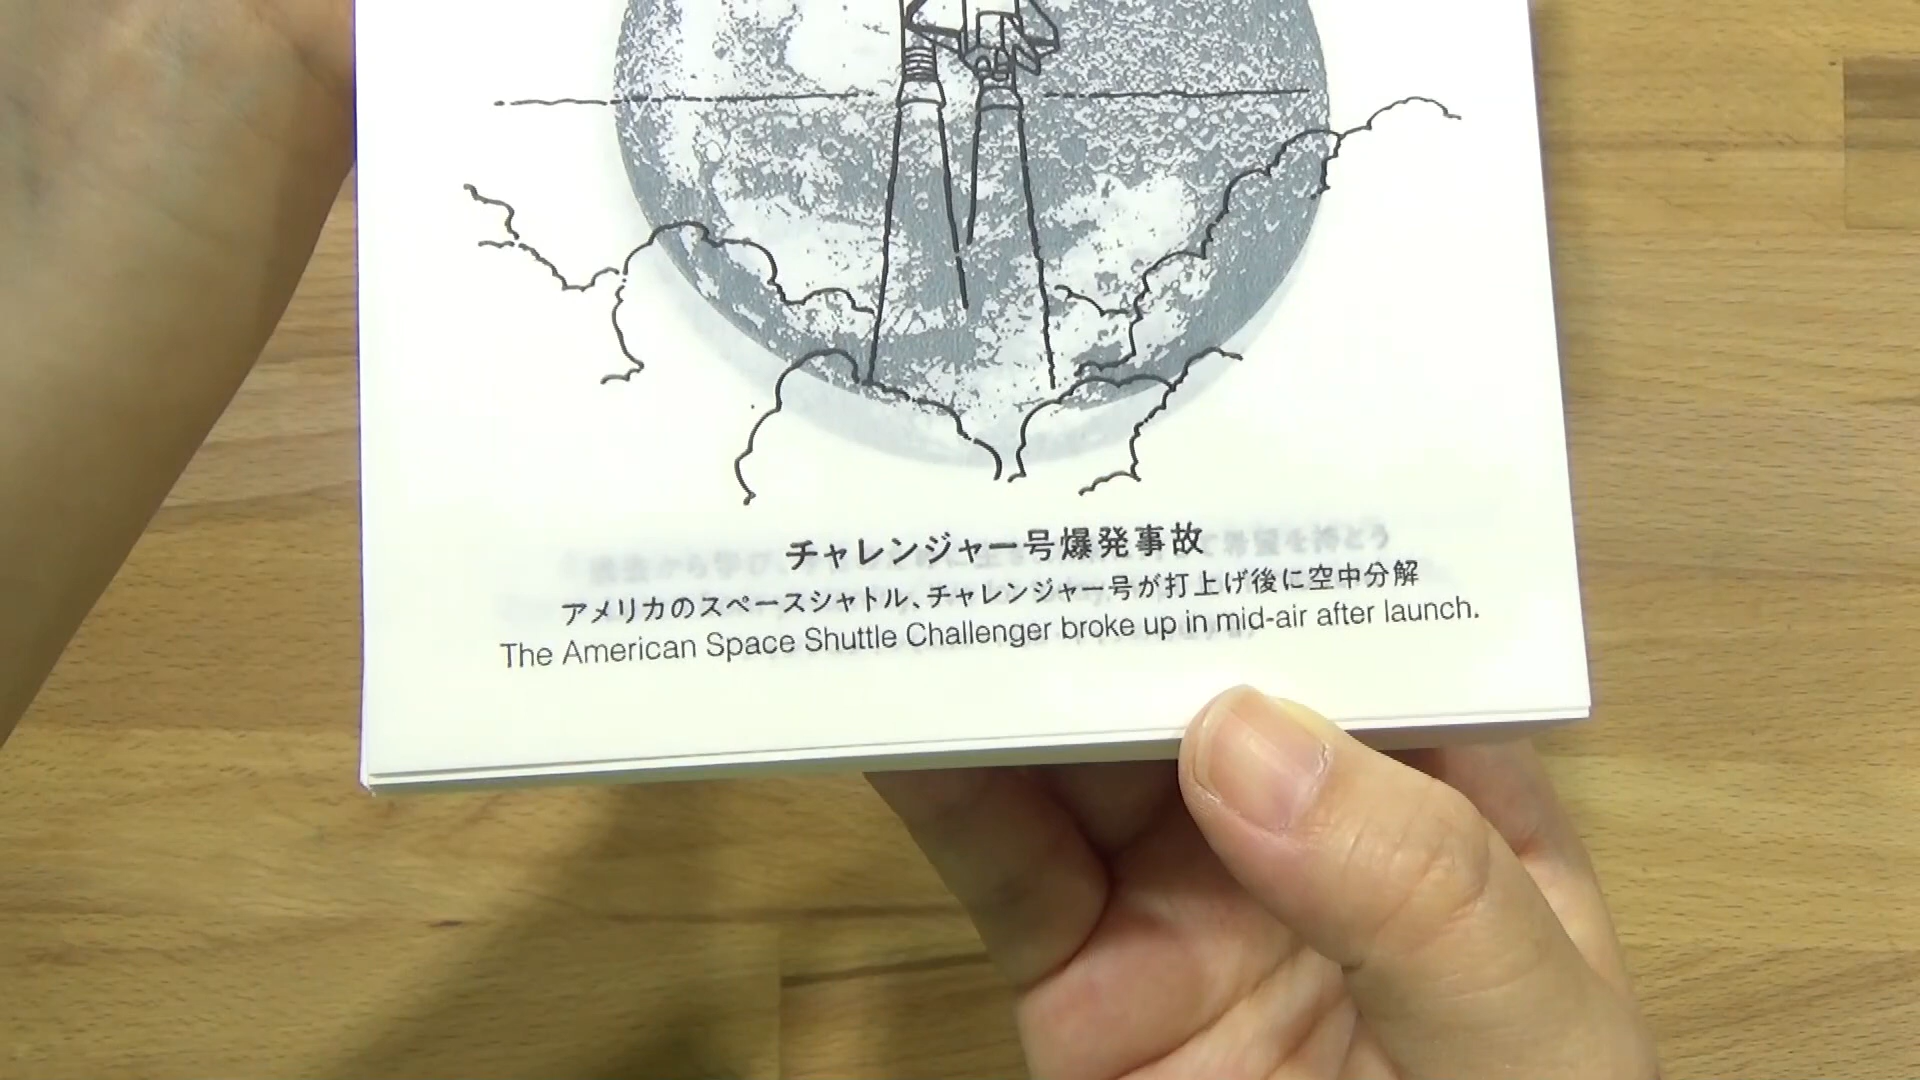 チャレンジャー号爆発事故
アメリカのスペースシャトル、チャレンジャー号が打上げ後に空中分解
The American Space Shuttle Challenger broke up in mid-air after launch.